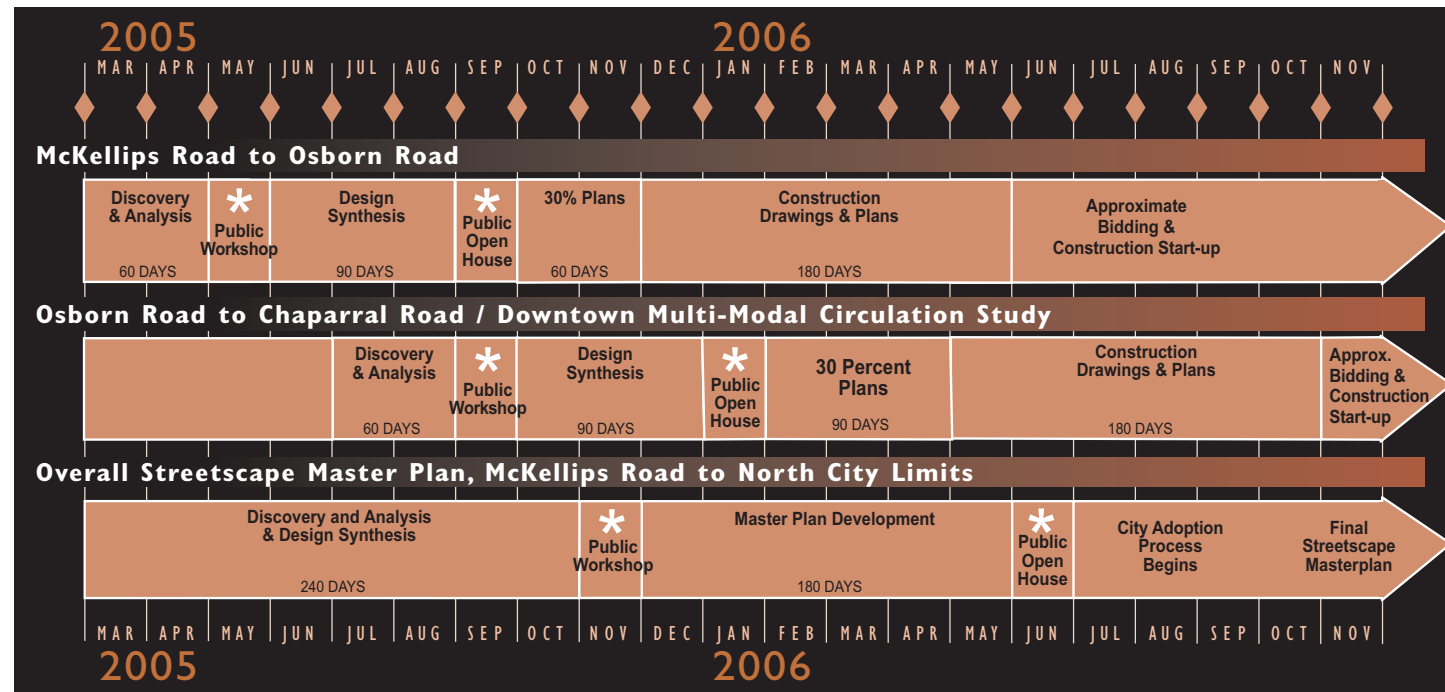 2005 2006
MAR APR MAY JUN JUL AUG SEP OCT NOV DEC JAN FEB MAR APR MAY JUN JUL AUG SEP OCT NOV
McKellips Road to Osborn Road
Discovery
& Analysis
60 DAYS
*
Public
Workshop
Design
Synthesis
90 DAYS
*
Public
Open
House
30% Plans
60 DAYS
Construction
Drawings & Plans
180 DAYS
Approximate
Bidding &
Construction Start-up
Osborn Road to Chaparral Road / Downtown Multi-Modal Circulation Study
Discovery
& Analysis
60 DAYS
*
Public
Workshop
Design
Synthesis
90 DAYS
*
Public
Open
House
30 Percent
Plans
90 DAYS
Construction
Drawings & Plans
180 DAYS
Approx.
Bidding &
Construction
Start-up
Overall Streetscape Master Plan, McKellips Road to North City Limits
Discovery and Analysis
& Design Synthesis
240 DAYS
*
Public
Workshop
Master Plan Development
180 DAYS
*
Public
Open
House
City Adoption
Process
Begins
Final
Streetscape
Masterplan
MAR APR MAY JUN JUL AUG SEP OCT NOV DEC JAN FEB MAR APR MAY JUN JUL AUG SEP OCT NOV
2005 2006